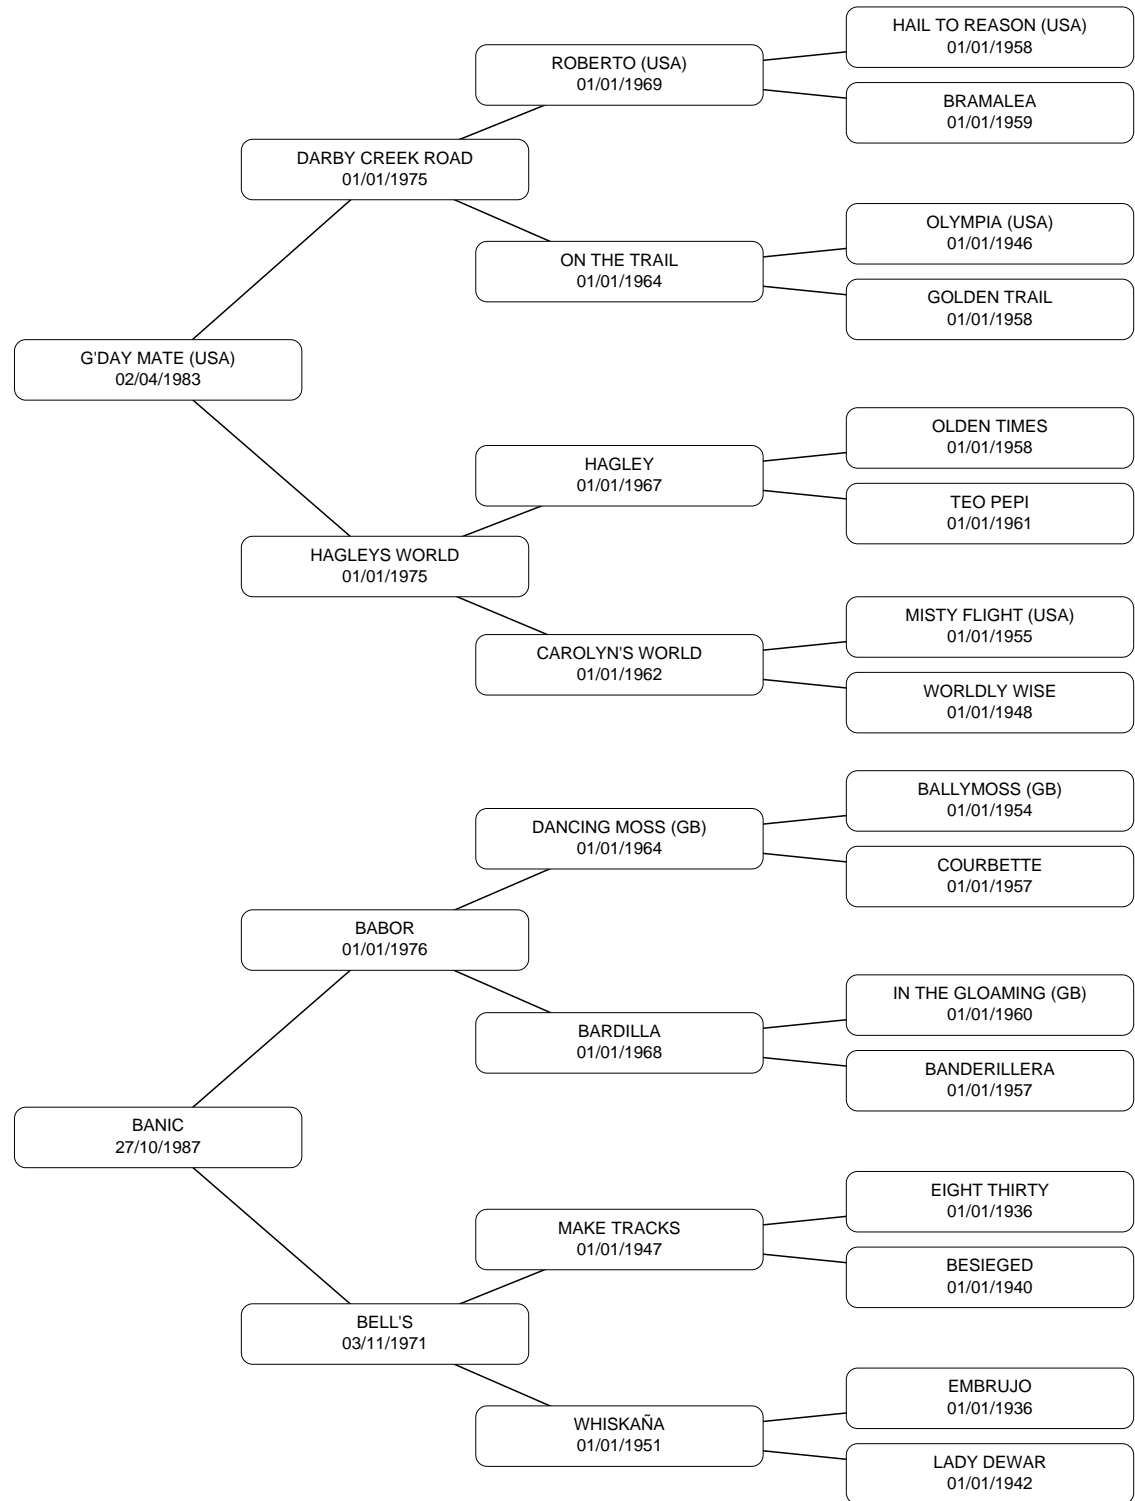 HAIL TO REASON (USA)
01/01/1958
ROBERTO (USA)
01/01/1969
BRAMALEA
01/01/1959
DARBY CREEK ROAD
01/01/1975
OLYMPIA (USA)
01/01/1946
ON THE TRAIL
01/01/1964
GOLDEN TRAIL
01/01/1958
G'DAY MATE (USA)
02/04/1983
OLDEN TIMES
01/01/1958
HAGLEY
01/01/1967
TEO PEPI
01/01/1961
HAGLEYS WORLD
01/01/1975
MISTY FLIGHT (USA)
01/01/1955
CAROLYN'S WORLD
01/01/1962
WORLDLY WISE
01/01/1948
BALLYMOSS (GB)
01/01/1954
DANCING MOSS (GB)
01/01/1964
COURBETTE
01/01/1957
BABOR
01/01/1976
IN THE GLOAMING (GB)
01/01/1960
BARDILLA
01/01/1968
BANDERILLERA
01/01/1957
BANIC
27/10/1987
EIGHT THIRTY
01/01/1936
MAKE TRACKS
01/01/1947
BESIEGED
01/01/1940
BELL'S
03/11/1971
EMBRUJO
01/01/1936
WHISKAÑA
01/01/1951
LADY DEWAR
01/01/1942